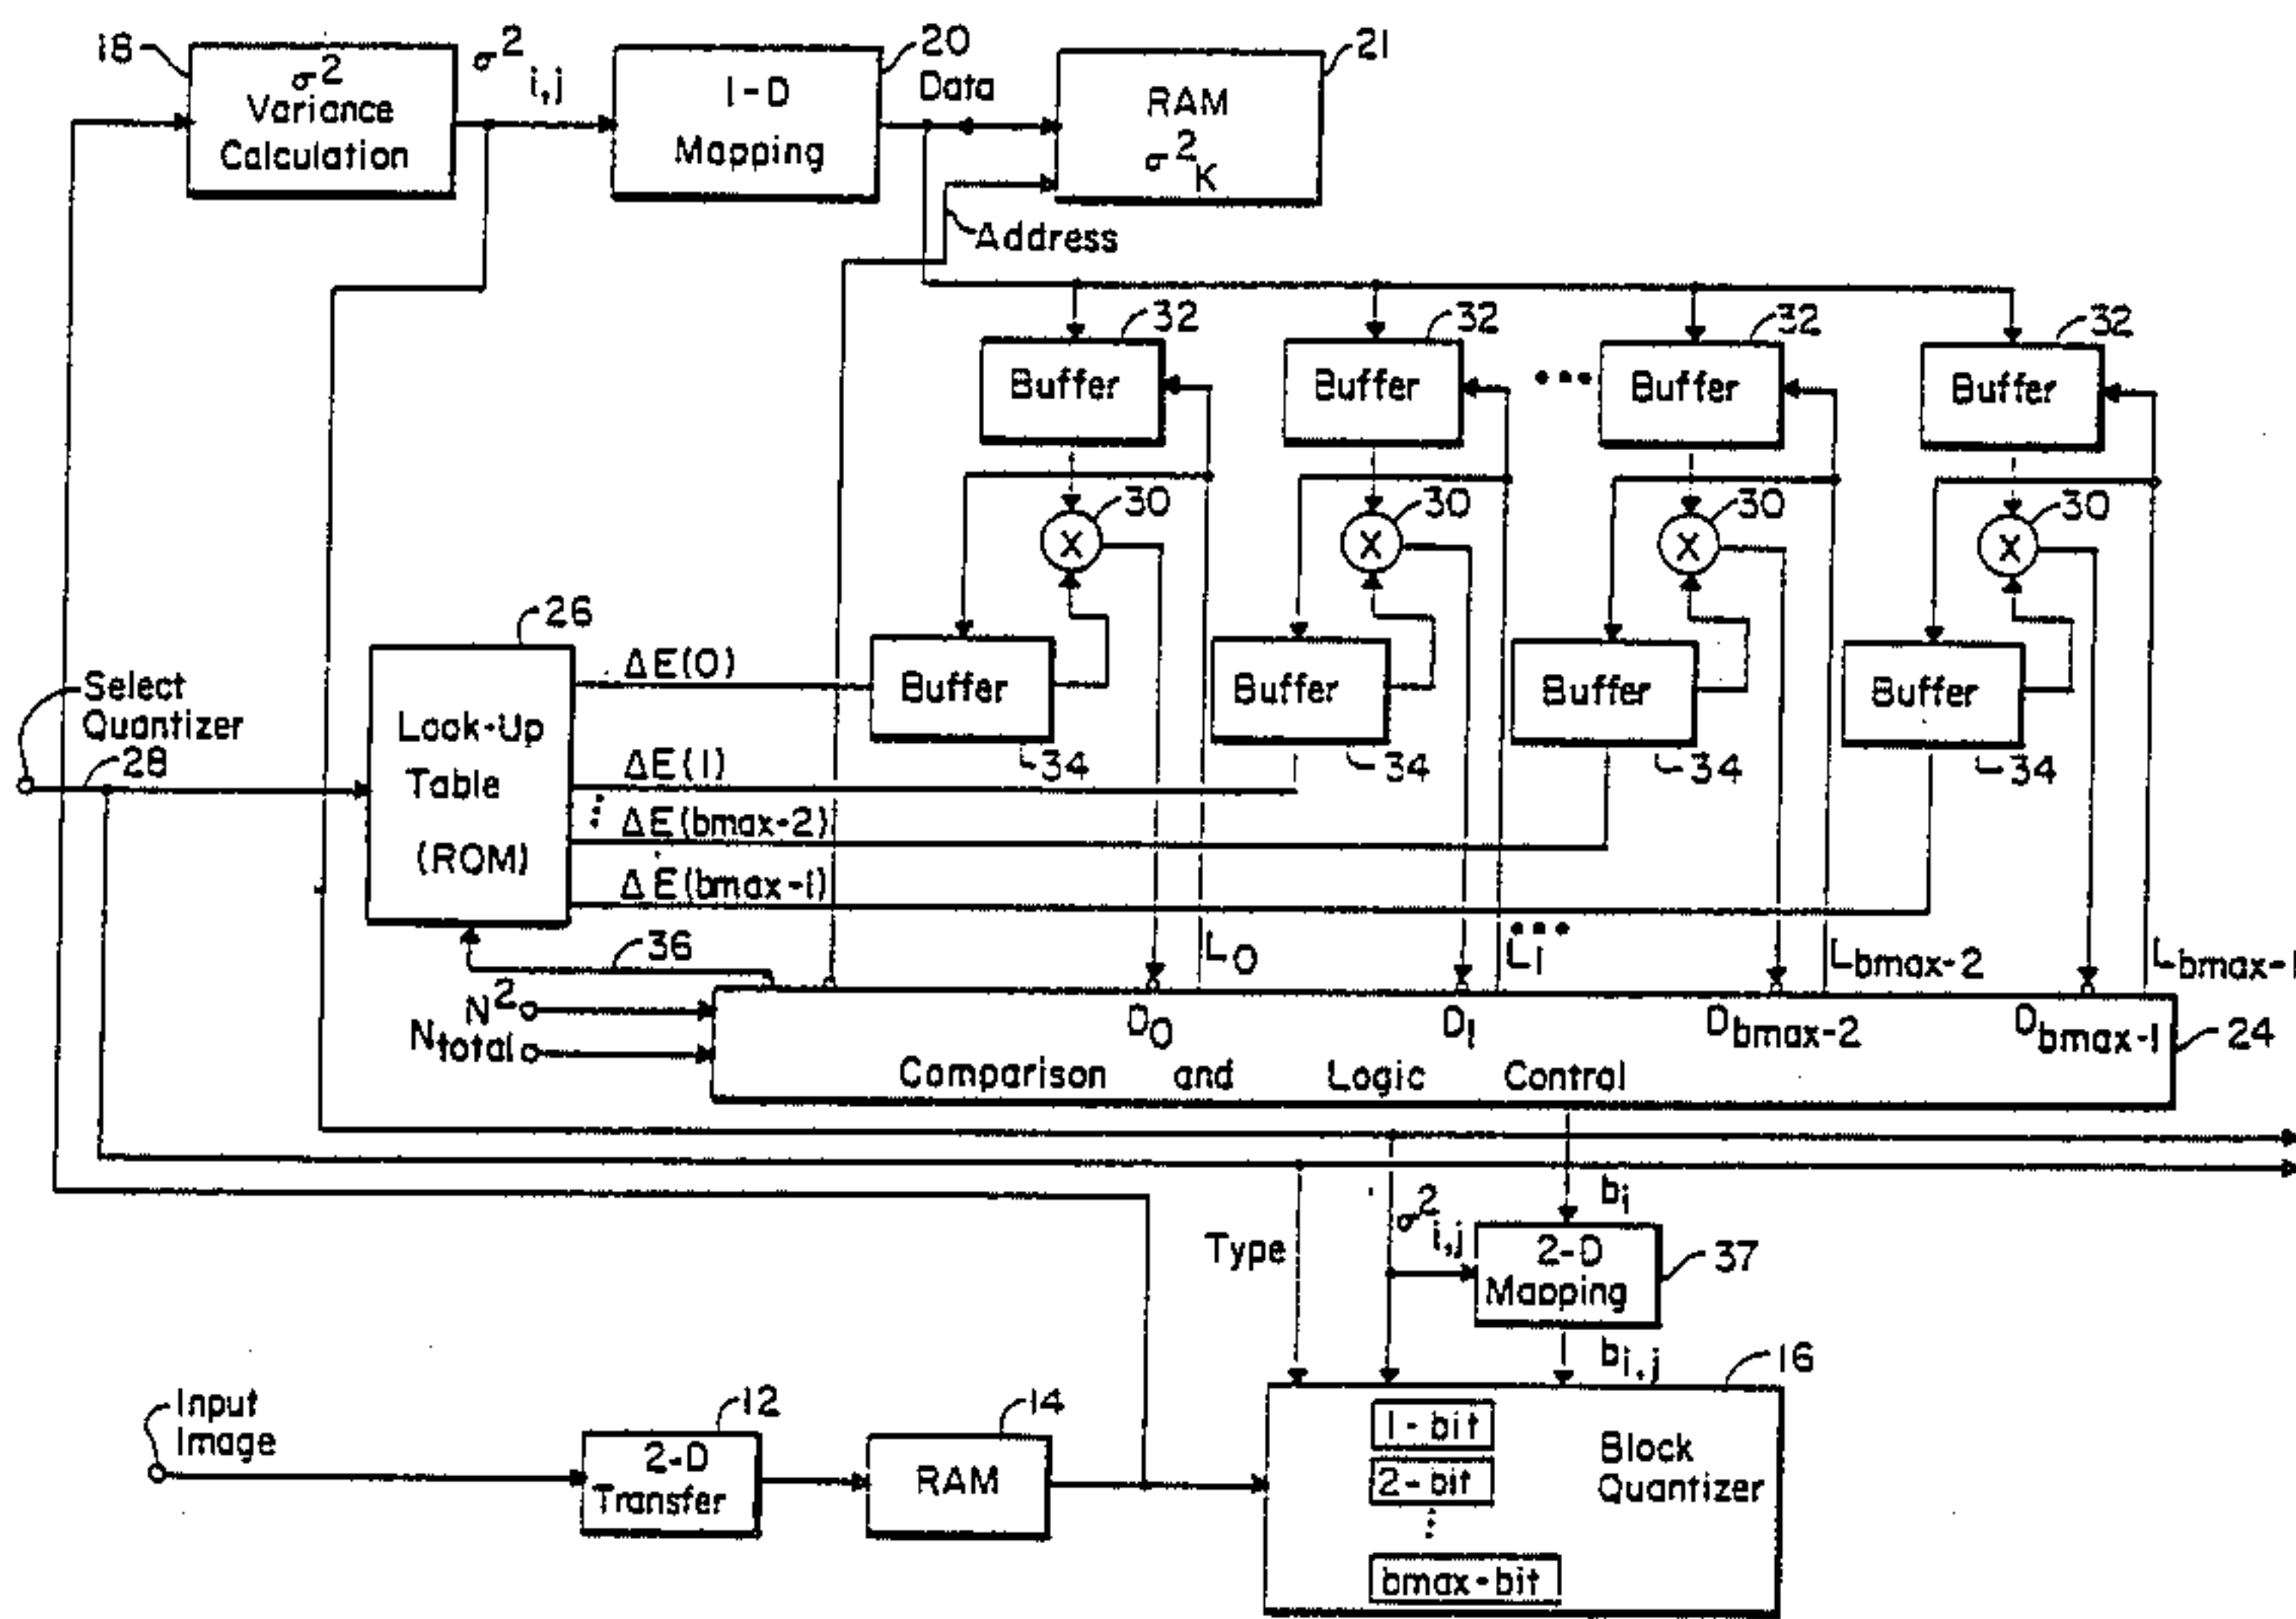 18
σ²
Variance
Calculation
σ² i,j
20
1-D
Mapping
Data
21
RAM
σ²K
Address
32
32
32
32
Buffer
Buffer
•••
Buffer
Buffer
30
30
30
30
X
X
X
X
26
Look-Up
Table
(ROM)
Select
Quantizer
28
ΔE(0)
ΔE(1)
⋮
ΔE(bmax-2)
ΔE(bmax-1)
Buffer
Buffer
Buffer
Buffer
34
34
34
34
36
L0
L1
•••
Lbmax-2
Lbmax-1
N²
Ntotal
D0
D1
Dbmax-2
Dbmax-1
24
Comparison and Logic Control
Type
σ² i,j
bi
2-D
Mapping
37
bi,j
16
Input
Image
12
2-D
Transfer
14
RAM
1-bit
2-bit
⋮
bmax-bit
Block
Quantizer